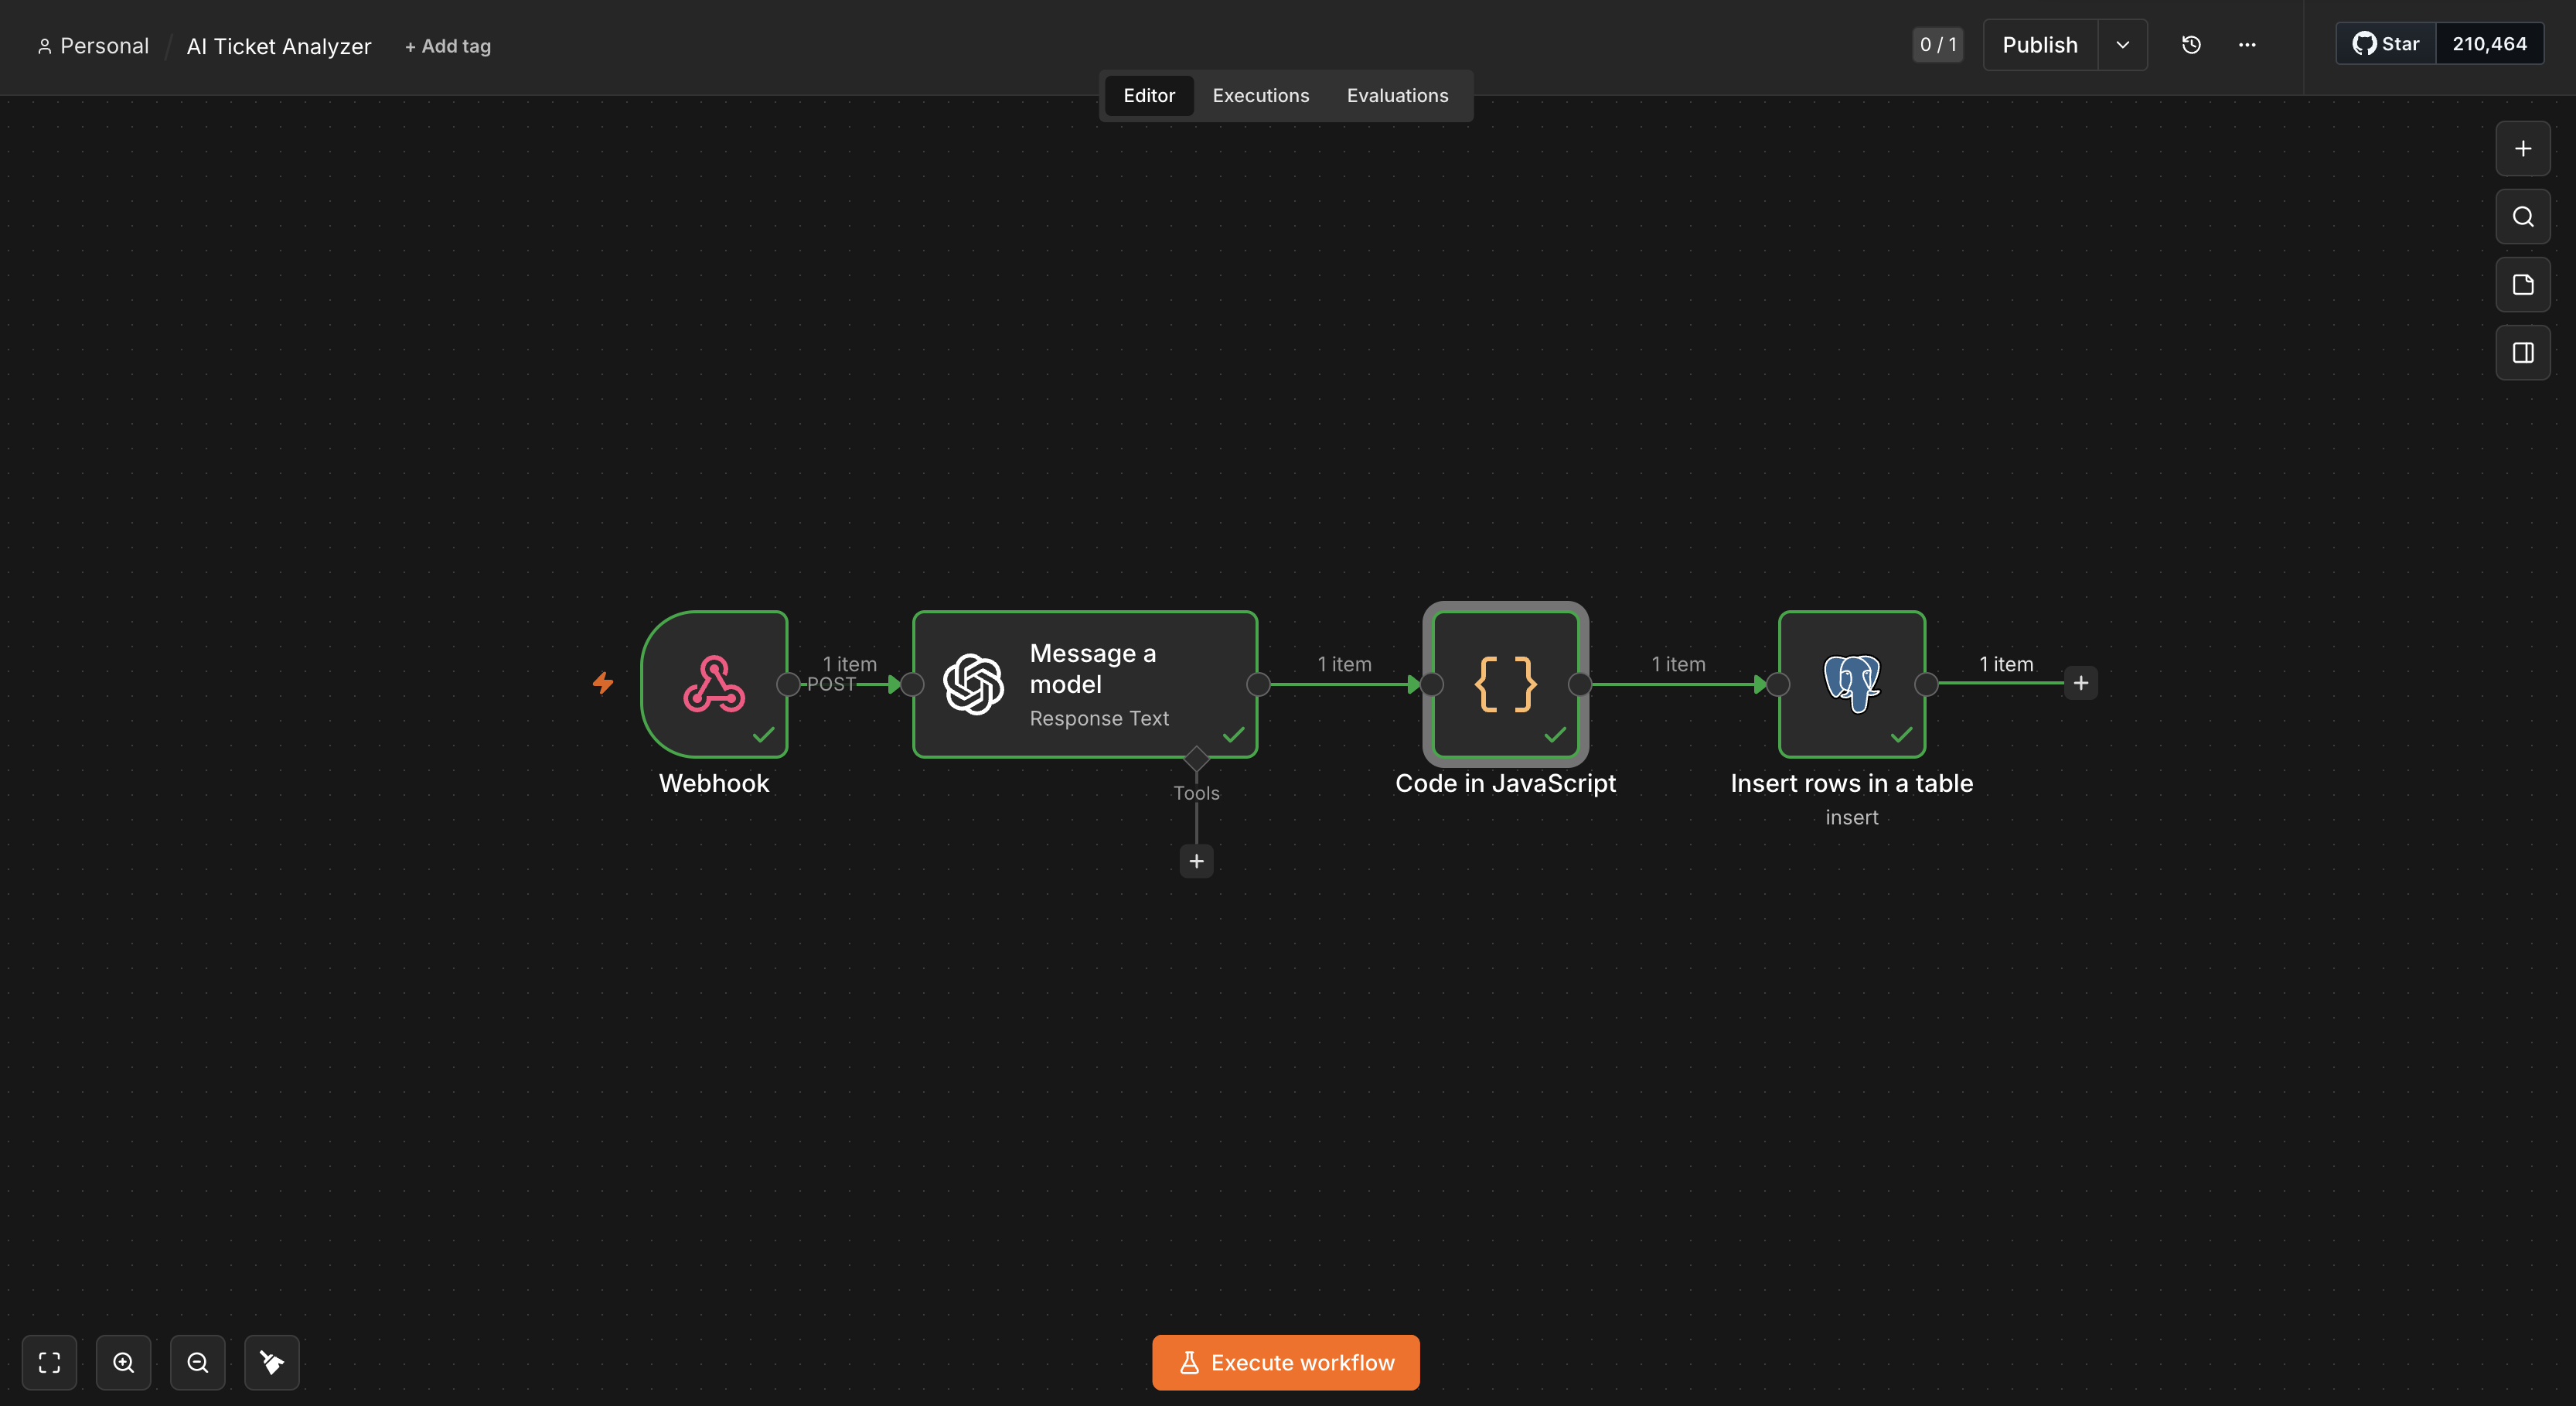 Personal / AI Ticket Analyzer + Add tag
0 / 1 Publish
Star 210,464
Editor Executions Evaluations
1 item
POST
Message a
model
Response Text
1 item
1 item
1 item
Webhook
Tools
Code in JavaScript
Insert rows in a table
insert
Execute workflow